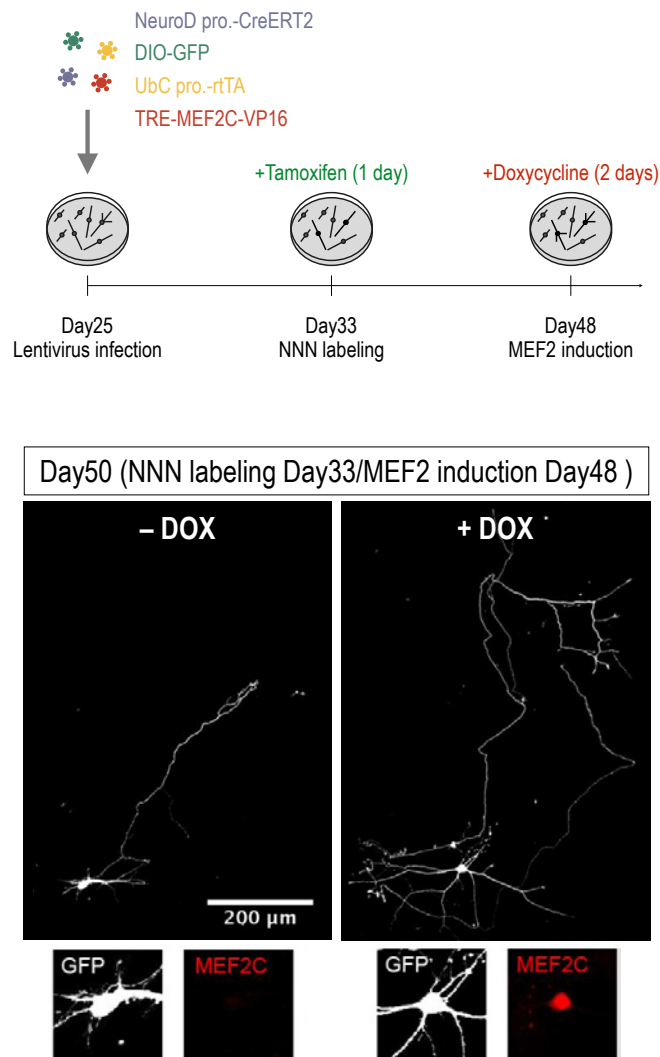 NeuroD pro.-CreERT2
DIO-GFP
UbC pro.-rtTA
TRE-MEF2C-VP16
+Tamoxifen (1 day)
+Doxycycline (2 days)
Day25
Lentivirus infection
Day33
NNN labeling
Day48
MEF2 induction
Day50 (NNN labeling Day33/MEF2 induction Day48 )
– DOX
+ DOX
200 μm
GFP
MEF2C
GFP
MEF2C